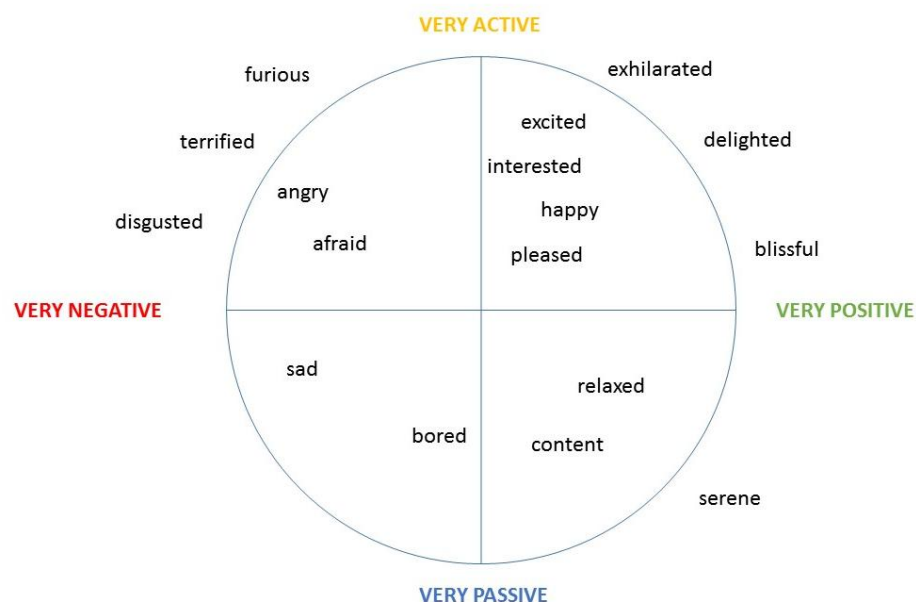 VERY ACTIVE
furious
exhilarated
excited
terrified
delighted
interested
angry
happy
disgusted
afraid
pleased
blissful
VERY NEGATIVE
VERY POSITIVE
sad
relaxed
bored
content
serene
VERY PASSIVE